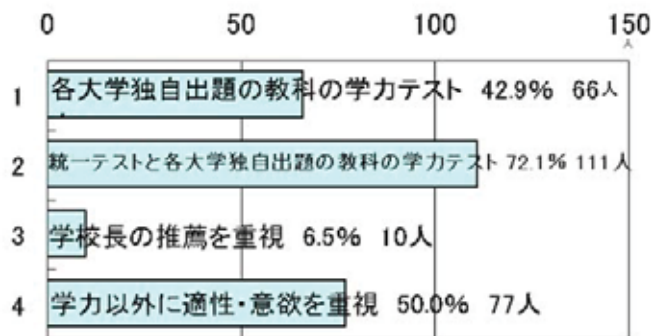 0 50 100 150
人
1 各大学独自出題の教科の学力テスト 42.9% 66人
2 統一テストと各大学独自出題の教科の学力テスト 72.1% 111人
3 学校長の推薦を重視 6.5% 10人
4 学力以外に適性・意欲を重視 50.0% 77人